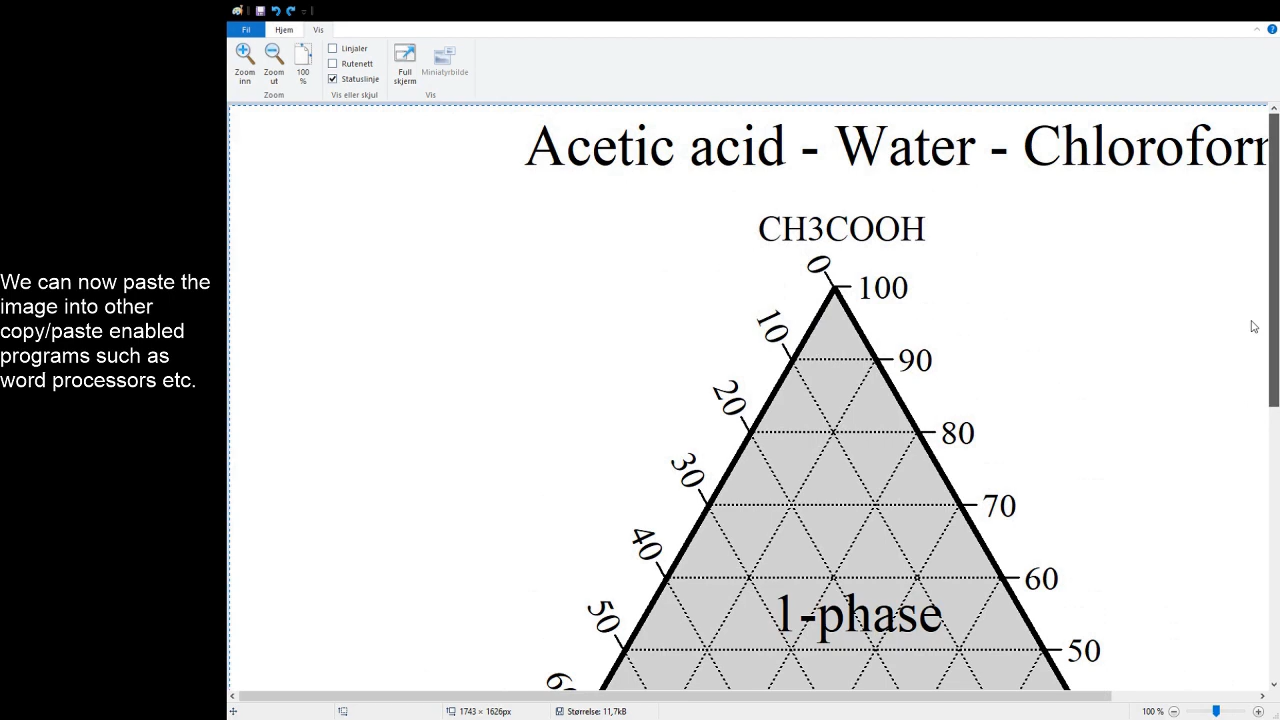 Fil Hjem Vis
Linjaler
Rutenett
Statuslinje
Zoom inn
Zoom ut
100 %
Full skjerm
Miniatyrbilde
Zoom
Vis eller skjul
Vis
We can now paste the
image into other
copy/paste enabled
programs such as
word processors etc.
Acetic acid - Water - Chloroform
CH3COOH
0
100
10
90
20
80
30
70
40
60
1-phase
50
50
60
1743 × 1626px
Størrelse: 11,7kB
100 %